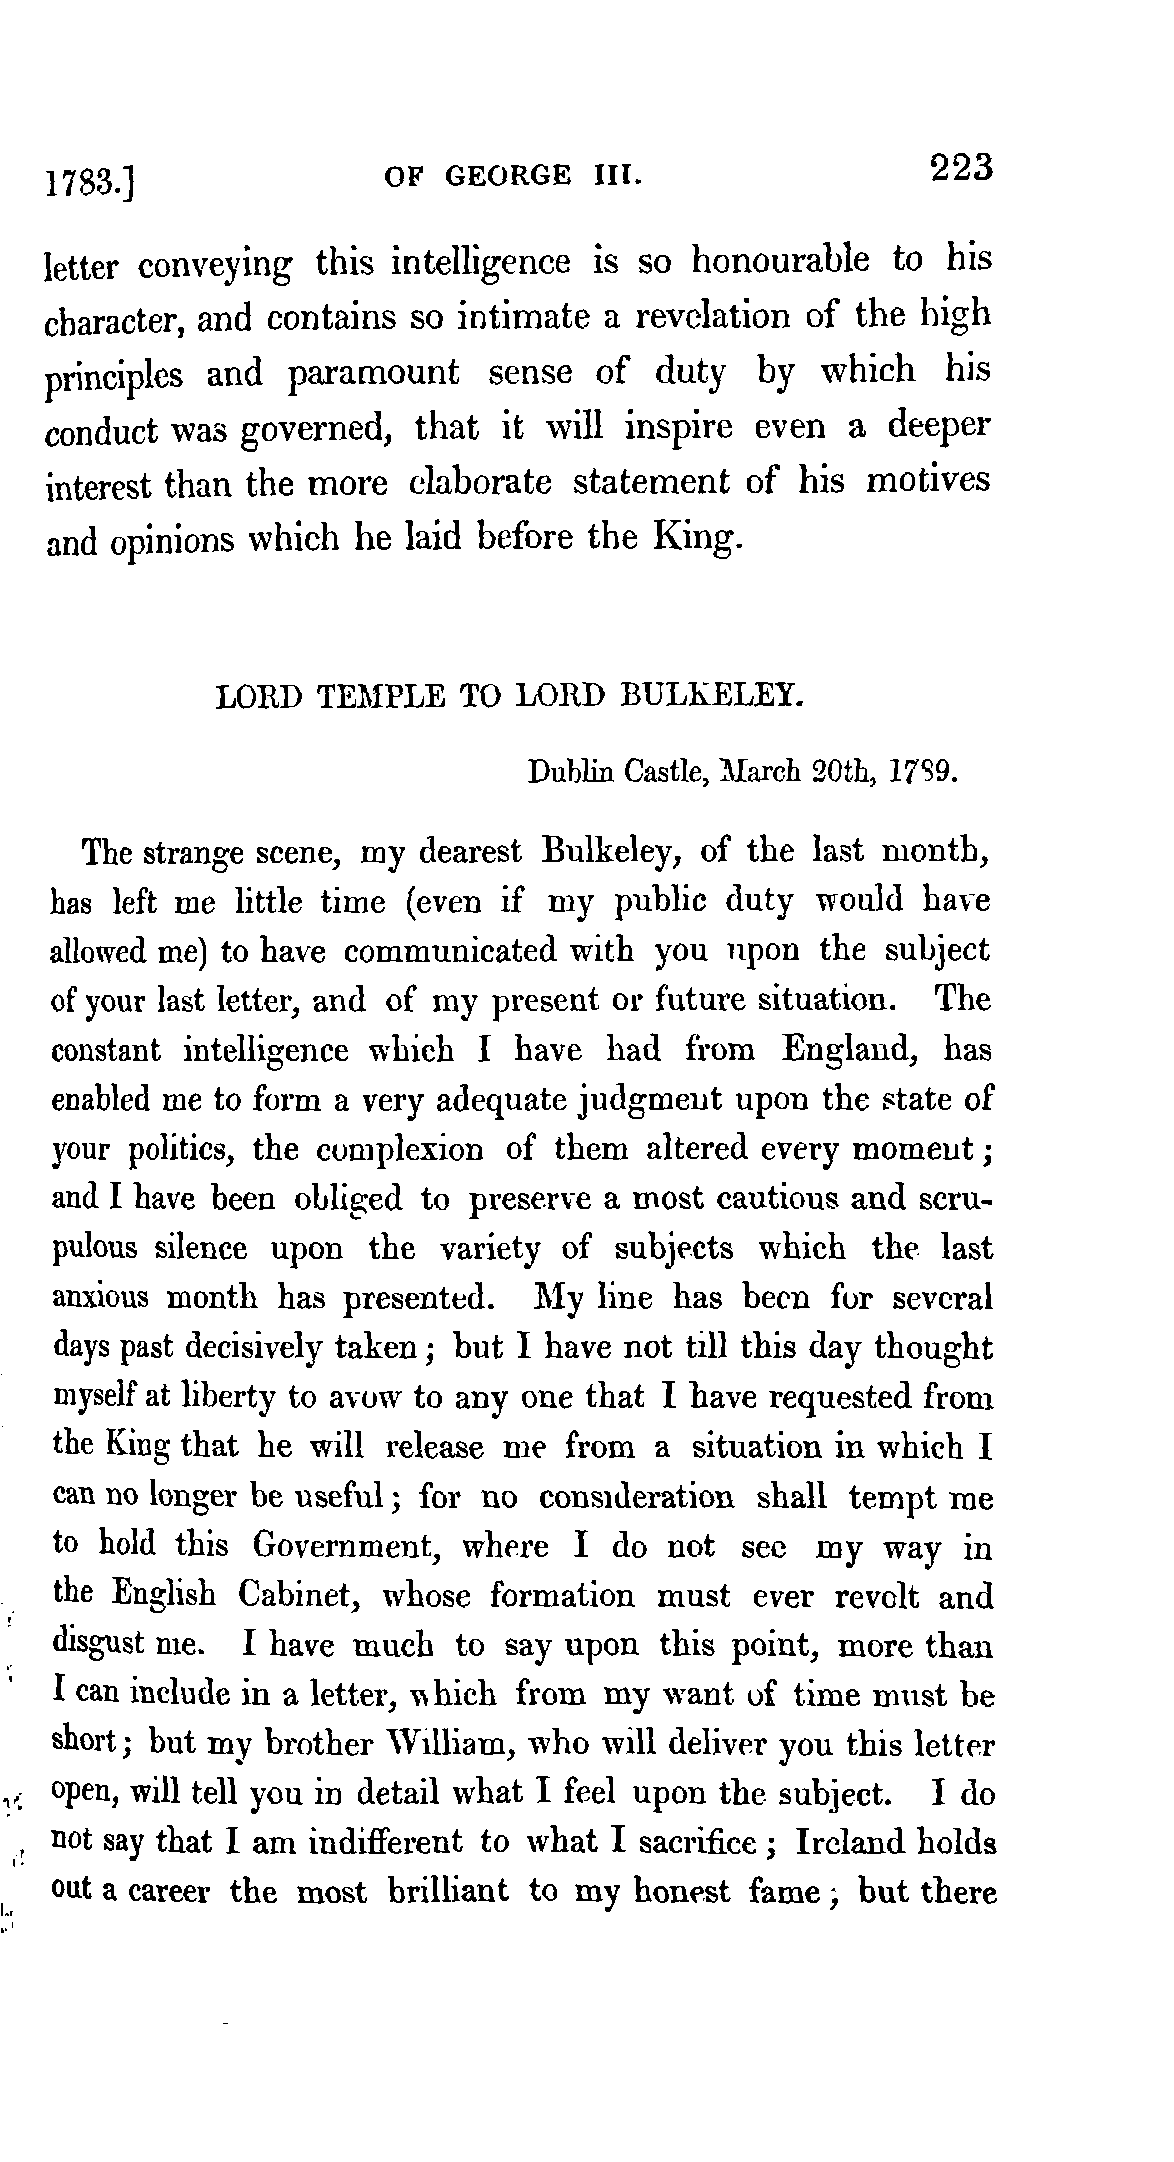 1783.] OF GEORGE III. 223
letter conveying this intelligence is so honourable to his
character, and contains so intimate a revelation of the high
principles and paramount sense of duty by which his
conduct was governed, that it will inspire even a deeper
interest than the more elaborate statement of his motives
and opinions which he laid before the King.
LORD TEMPLE TO LORD BULKELEY.
Dublin Castle, March 20th, 1789.
The strange scene, my dearest Bulkeley, of the last month,
has left me little time (even if my public duty would have
allowed me) to have communicated with you upon the subject
of your last letter, and of my present or future situation. The
constant intelligence which I have had from England, has
enabled me to form a very adequate judgment upon the state of
your politics, the complexion of them altered every moment;
and I have been obliged to preserve a most cautious and scru-
pulous silence upon the variety of subjects which the last
anxious month has presented. My line has been for several
days past decisively taken; but I have not till this day thought
myself at liberty to avow to any one that I have requested from
the King that he will release me from a situation in which I
can no longer be useful; for no consideration shall tempt me
to hold this Government, where I do not see my way in
the English Cabinet, whose formation must ever revolt and
disgust me. I have much to say upon this point, more than
I can include in a letter, which from my want of time must be
short; but my brother William, who will deliver you this letter
open, will tell you in detail what I feel upon the subject. I do
not say that I am indifferent to what I sacrifice; Ireland holds
out a career the most brilliant to my honest fame; but there